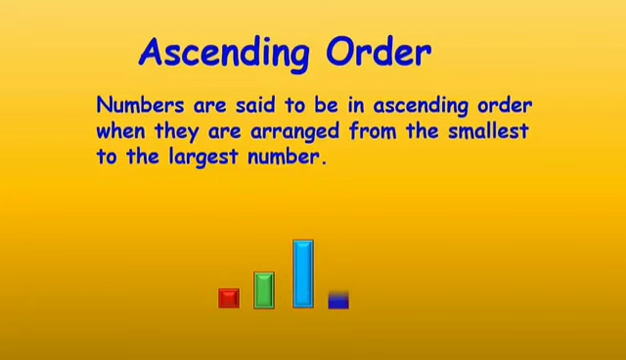 Ascending Order
Numbers are said to be in ascending order
when they are arranged from the smallest
to the largest number.